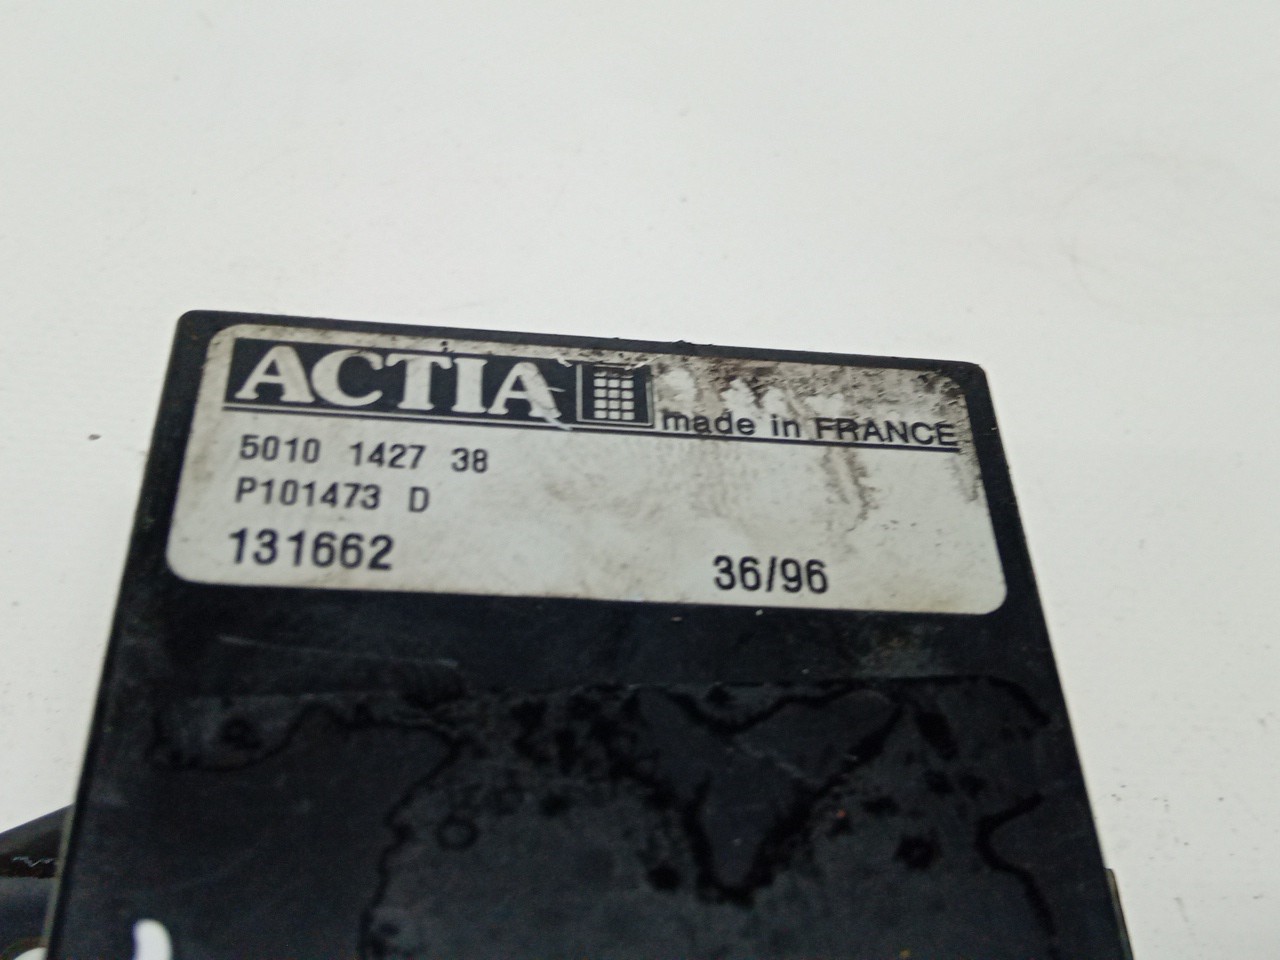 ACTIA
made in FRANCE
5010 1427 38
P101473 D
131662
36/96